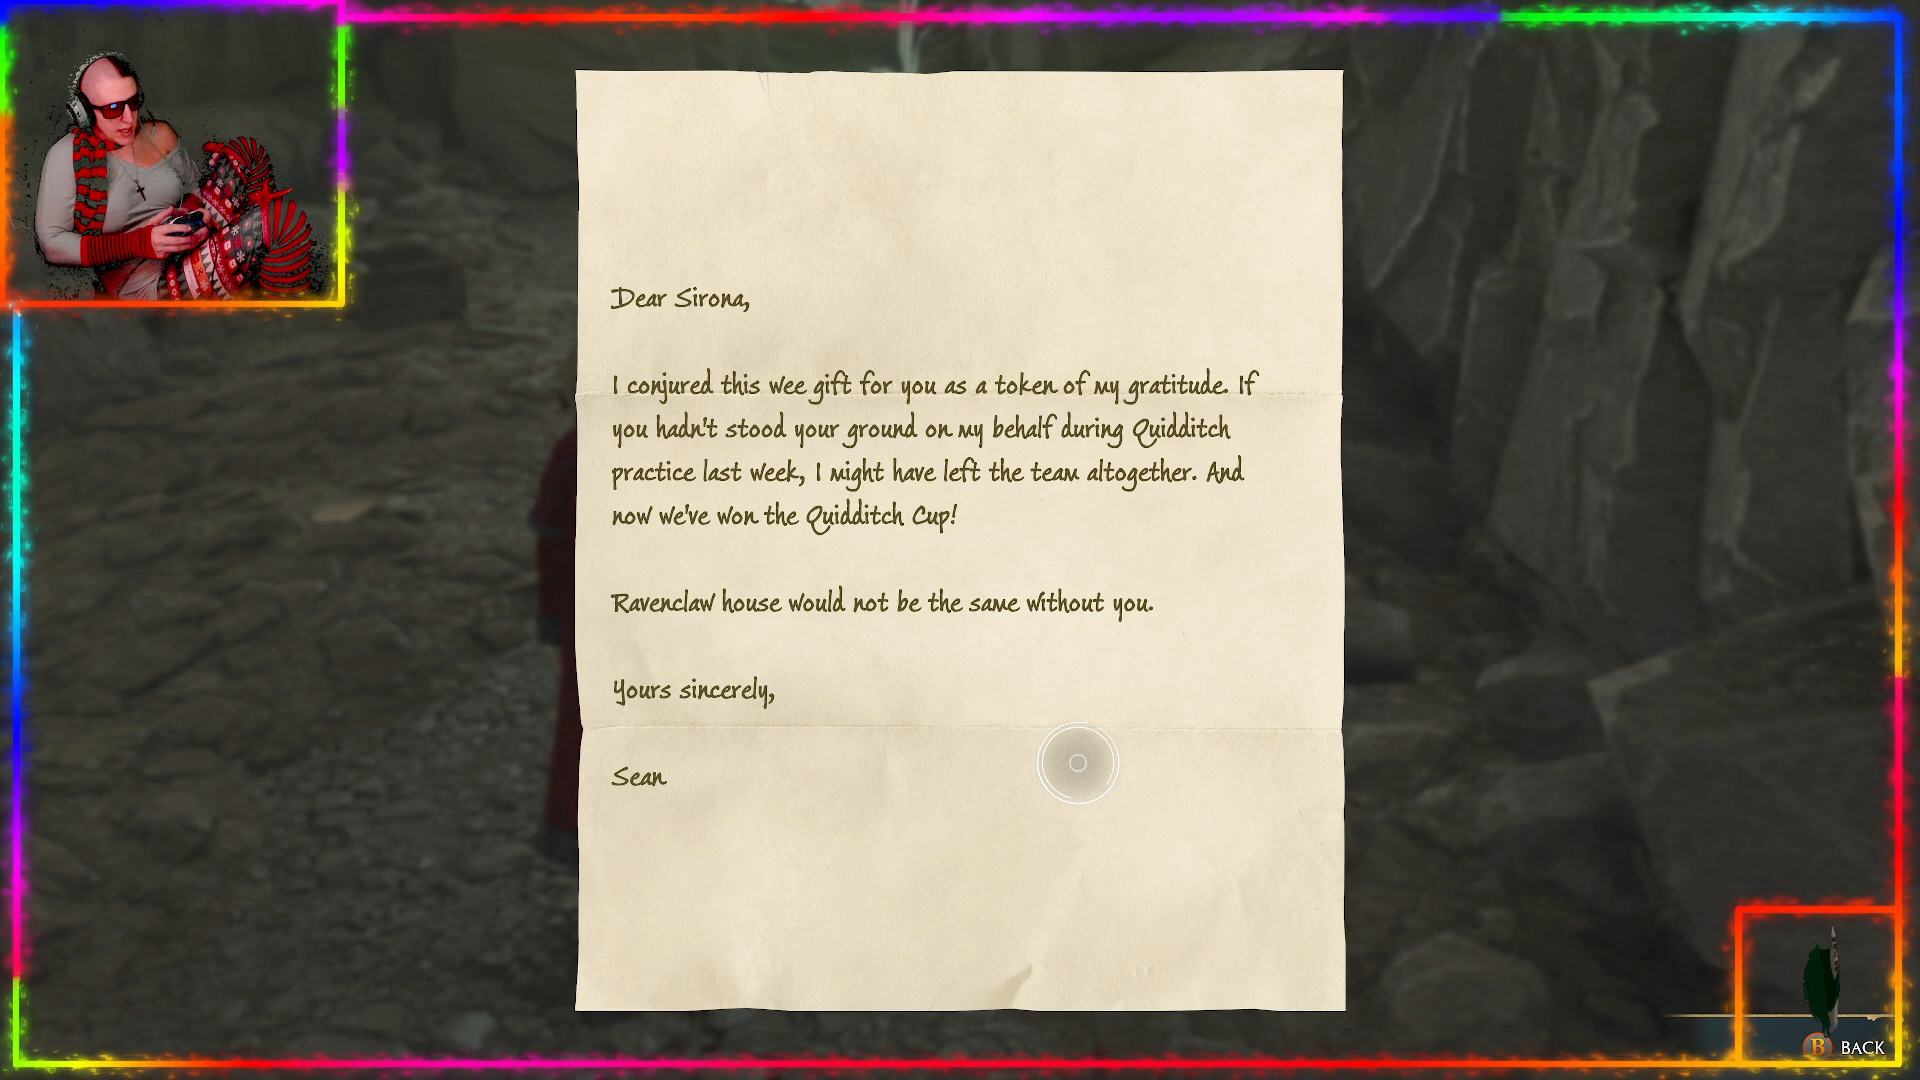 Dear Sirona,
I conjured this wee gift for you as a token of my gratitude. If
you hadn't stood your ground on my behalf during Quidditch
practice last week, I might have left the team altogether. And
now we've won the Quidditch Cup!
Ravenclaw house would not be the same without you.
Yours sincerely,
Sean
B BACK